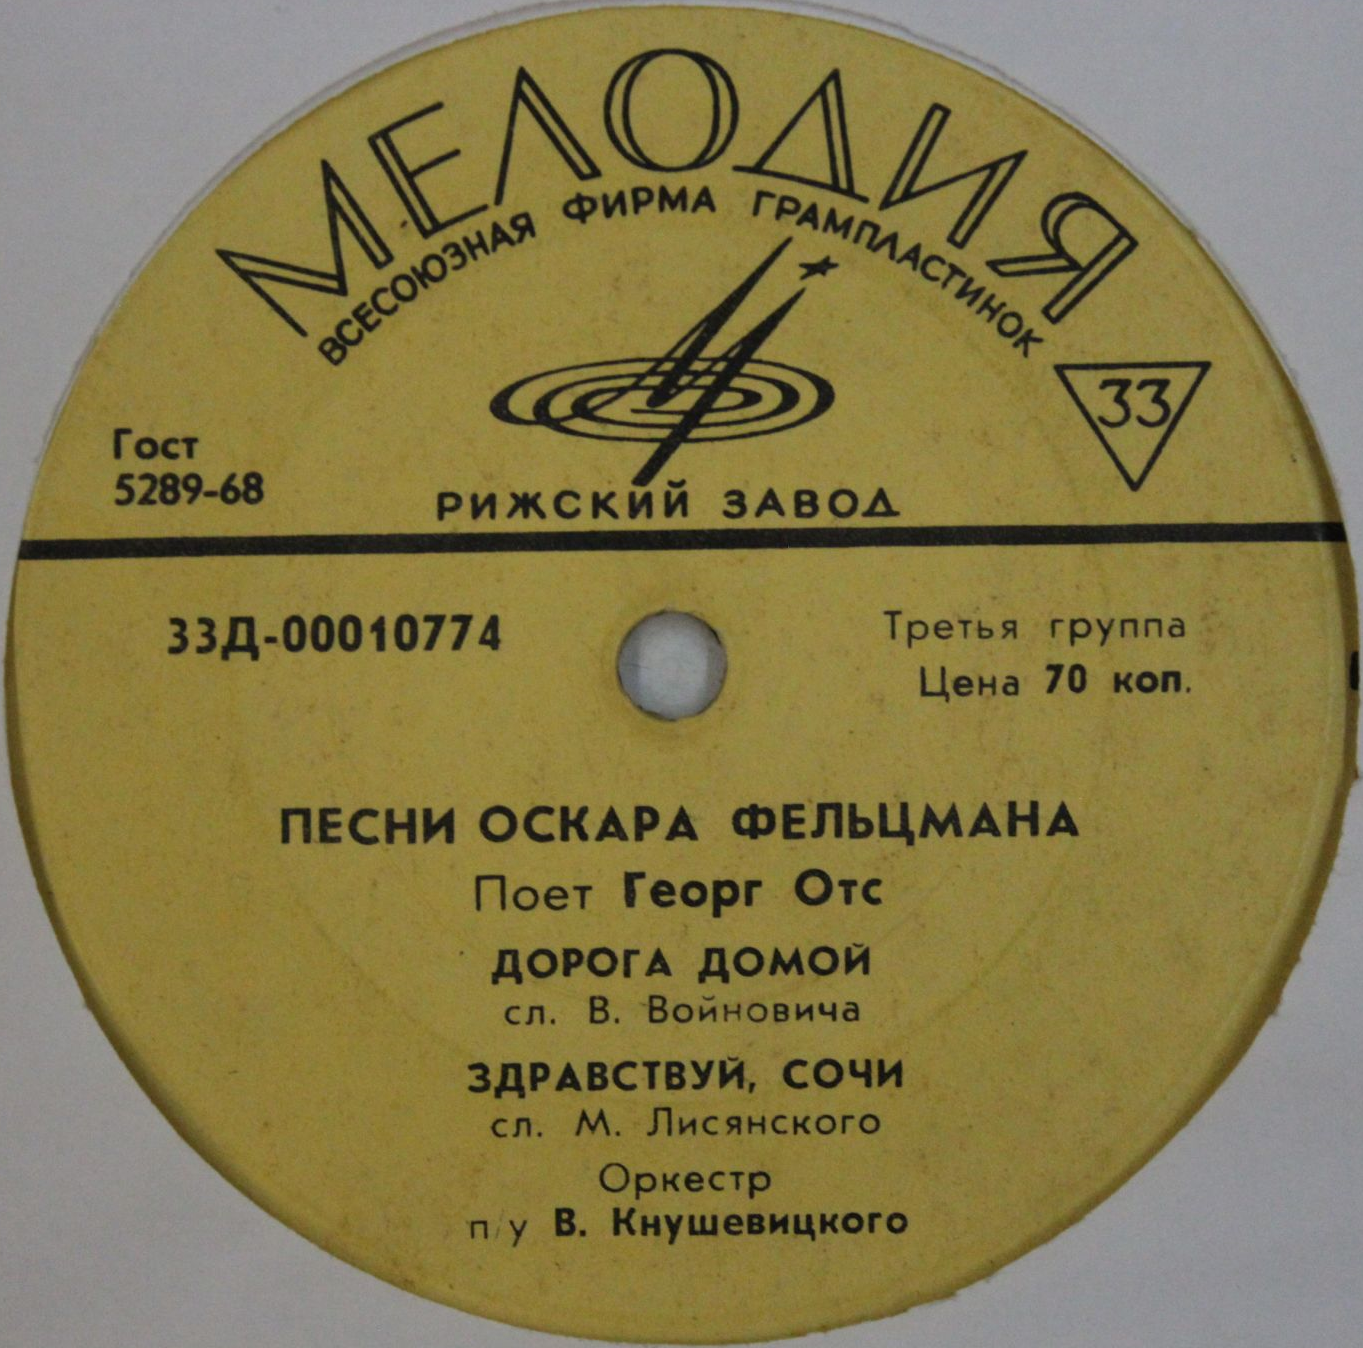 МЕЛОДИЯ
ВСЕСОЮЗНАЯ ФИРМА ГРАМПЛАСТИНОК
33
Гост
5289-68
РИЖСКИЙ ЗАВОД
33Д-00010774
Третья группа
Цена 70 коп.
ПЕСНИ ОСКАРА ФЕЛЬЦМАНА
Поет Георг Отс
ДОРОГА ДОМОЙ
сл. В. Войновича
ЗДРАВСТВУЙ, СОЧИ
сл. М. Лисянского
Оркестр
п/у В. Кнушевицкого